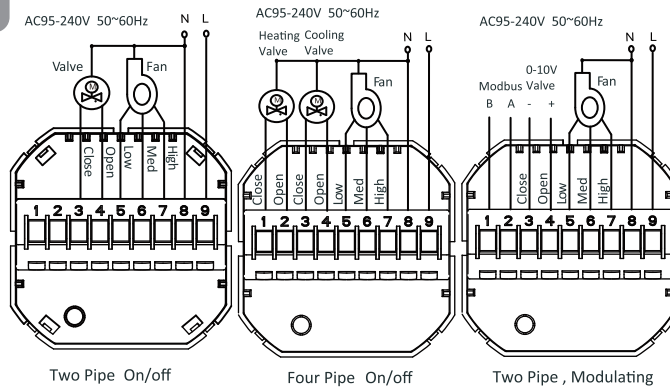 AC95-240V 50~60Hz
N L
Valve
Fan
M
Close
Open
Low
Med
High
1 2 3 4 5 6 7 8 9
Two Pipe On/off
AC95-240V 50~60Hz
Heating Cooling
Valve Valve
N L
Fan
M M
Close
Open
Close
Open
Low
Med
High
1 2 3 4 5 6 7 8 9
Four Pipe On/off
AC95-240V 50~60Hz
N L
0-10V
Modbus Valve
Fan
B A - +
Close
Open
Low
Med
High
1 2 3 4 5 6 7 8 9
Two Pipe , Modulating